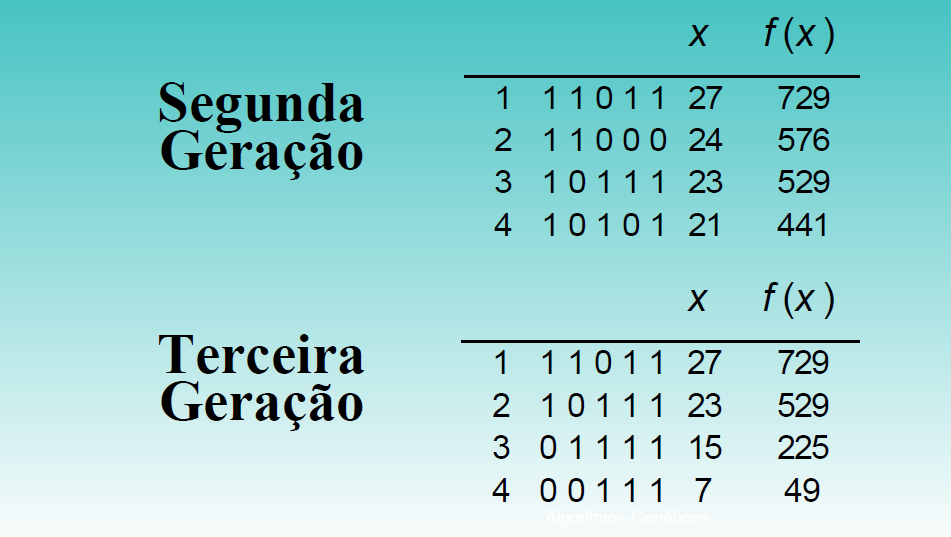 x f (x )
Segunda
Geração
1 1 1 0 1 1 27 729
2 1 1 0 0 0 24 576
3 1 0 1 1 1 23 529
4 1 0 1 0 1 21 441
x f (x )
Terceira
Geração
1 1 1 0 1 1 27 729
2 1 0 1 1 1 23 529
3 0 1 1 1 1 15 225
4 0 0 1 1 1 7 49
Algoritmos Genéticos